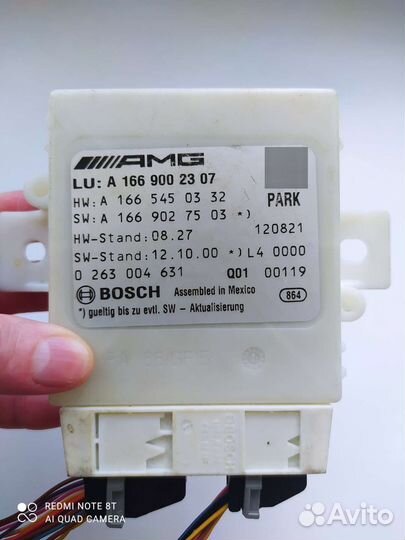 AMG
LU: A 166 900 23 07
HW: A 166 545 03 32 PARK
SW: A 166 902 75 03 *)
HW-Stand: 08.27 120821
SW-Stand: 12.10.00 *) L4 0000
0 263 004 631 Q01 00119
BOSCH Assembled in Mexico
*) gueltig bis zu evtl. SW - Aktualisierung 864
REDMI NOTE 8T
AI QUAD CAMERA
Avito